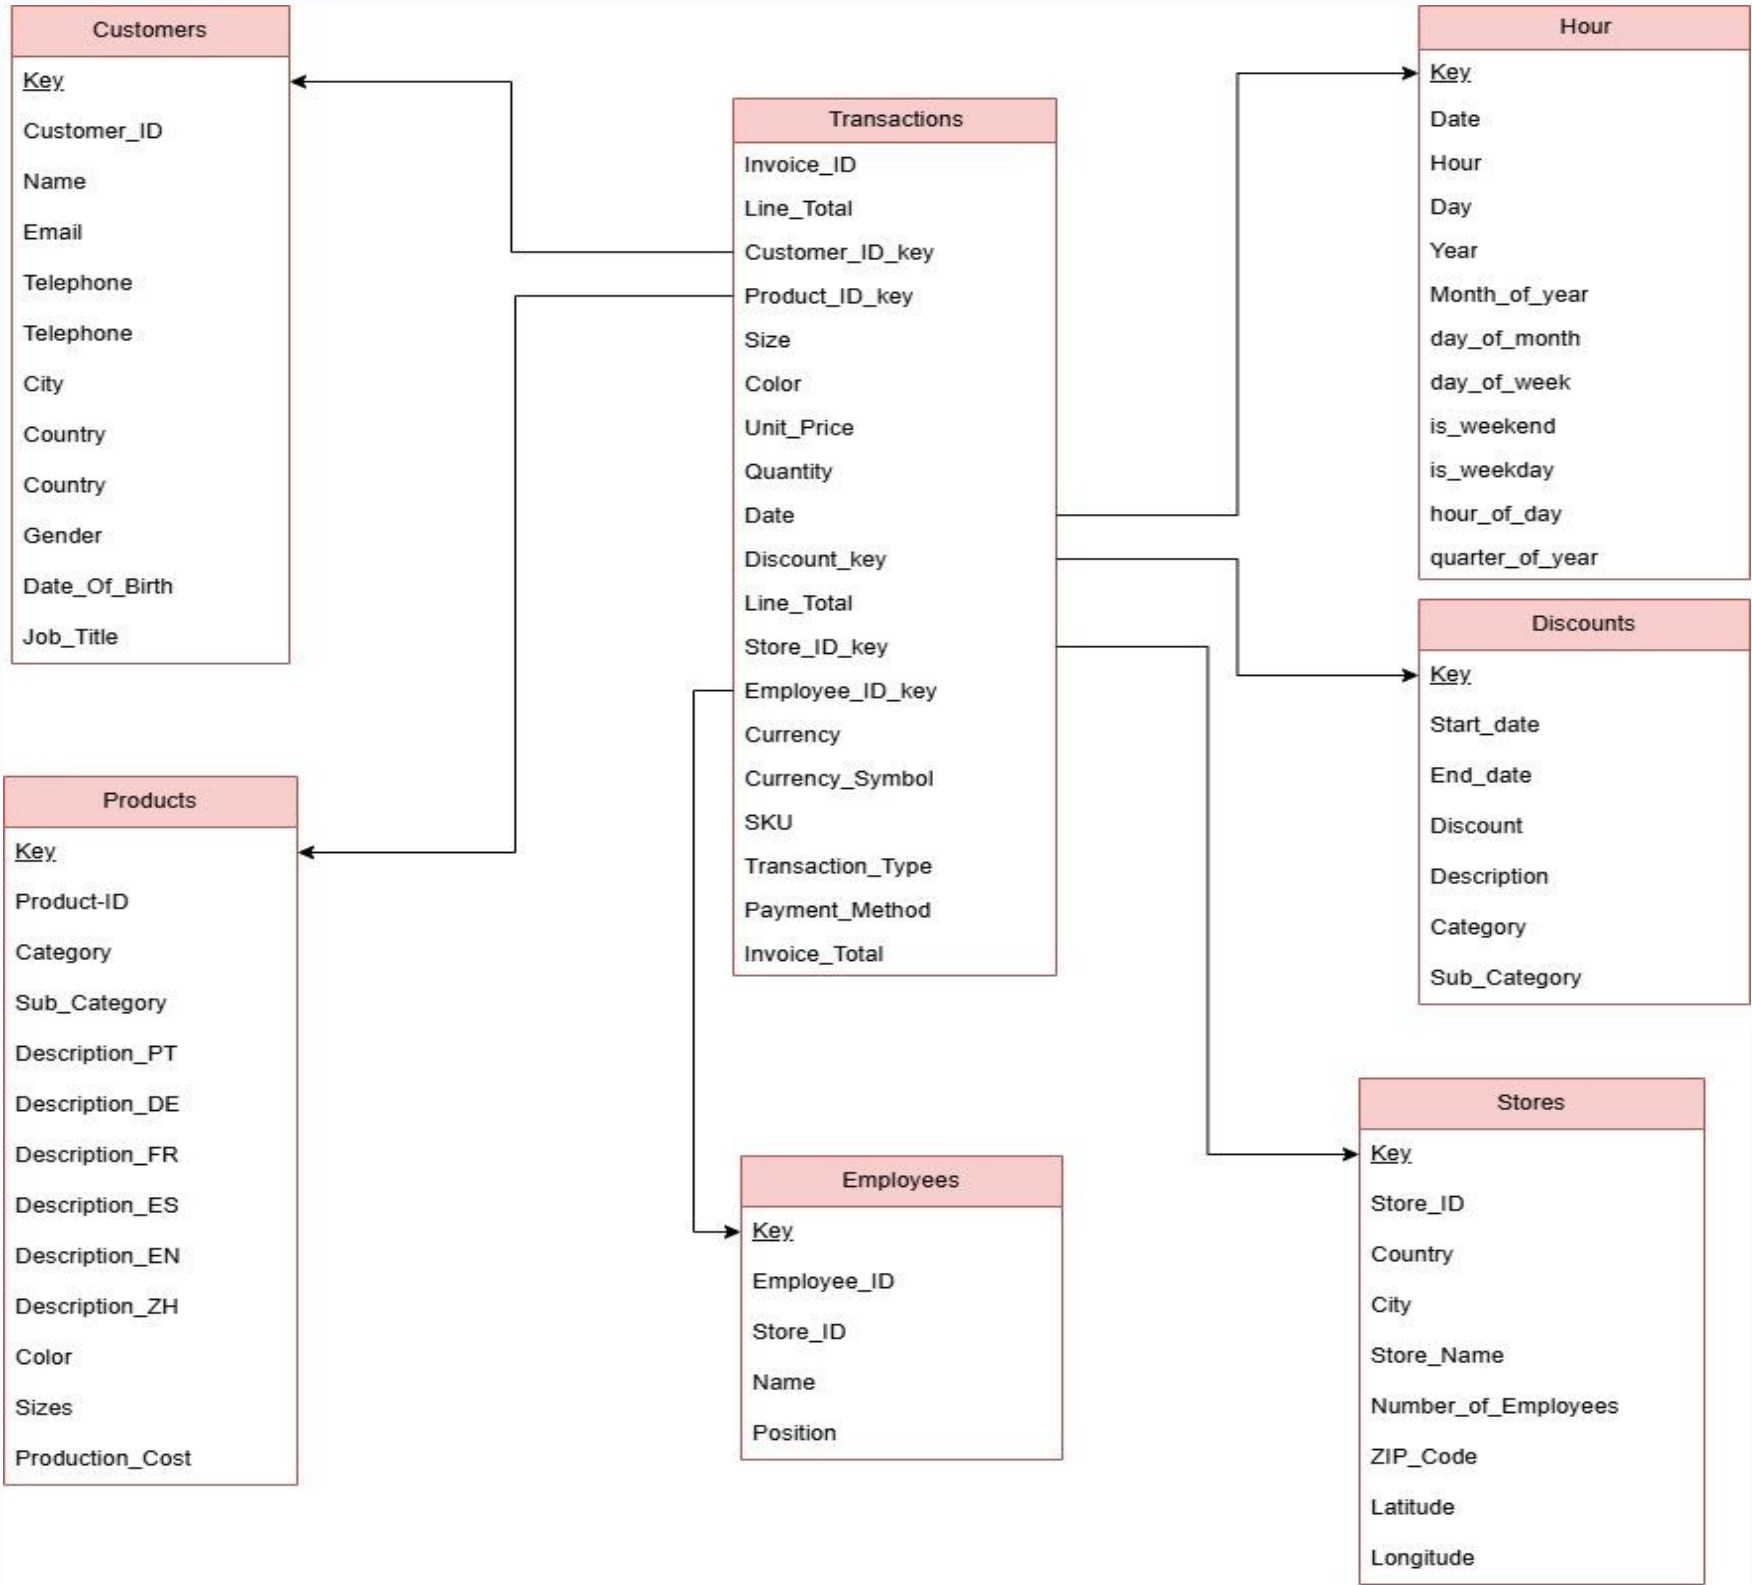 Customers
Key
Customer_ID
Name
Email
Telephone
Telephone
City
Country
Country
Gender
Date_Of_Birth
Job_Title
Products
Key
Product-ID
Category
Sub_Category
Description_PT
Description_DE
Description_FR
Description_ES
Description_EN
Description_ZH
Color
Sizes
Production_Cost
Transactions
Invoice_ID
Line_Total
Customer_ID_key
Product_ID_key
Size
Color
Unit_Price
Quantity
Date
Discount_key
Line_Total
Store_ID_key
Employee_ID_key
Currency
Currency_Symbol
SKU
Transaction_Type
Payment_Method
Invoice_Total
Employees
Key
Employee_ID
Store_ID
Name
Position
Hour
Key
Date
Hour
Day
Year
Month_of_year
day_of_month
day_of_week
is_weekend
is_weekday
hour_of_day
quarter_of_year
Discounts
Key
Start_date
End_date
Discount
Description
Category
Sub_Category
Stores
Key
Store_ID
Country
City
Store_Name
Number_of_Employees
ZIP_Code
Latitude
Longitude